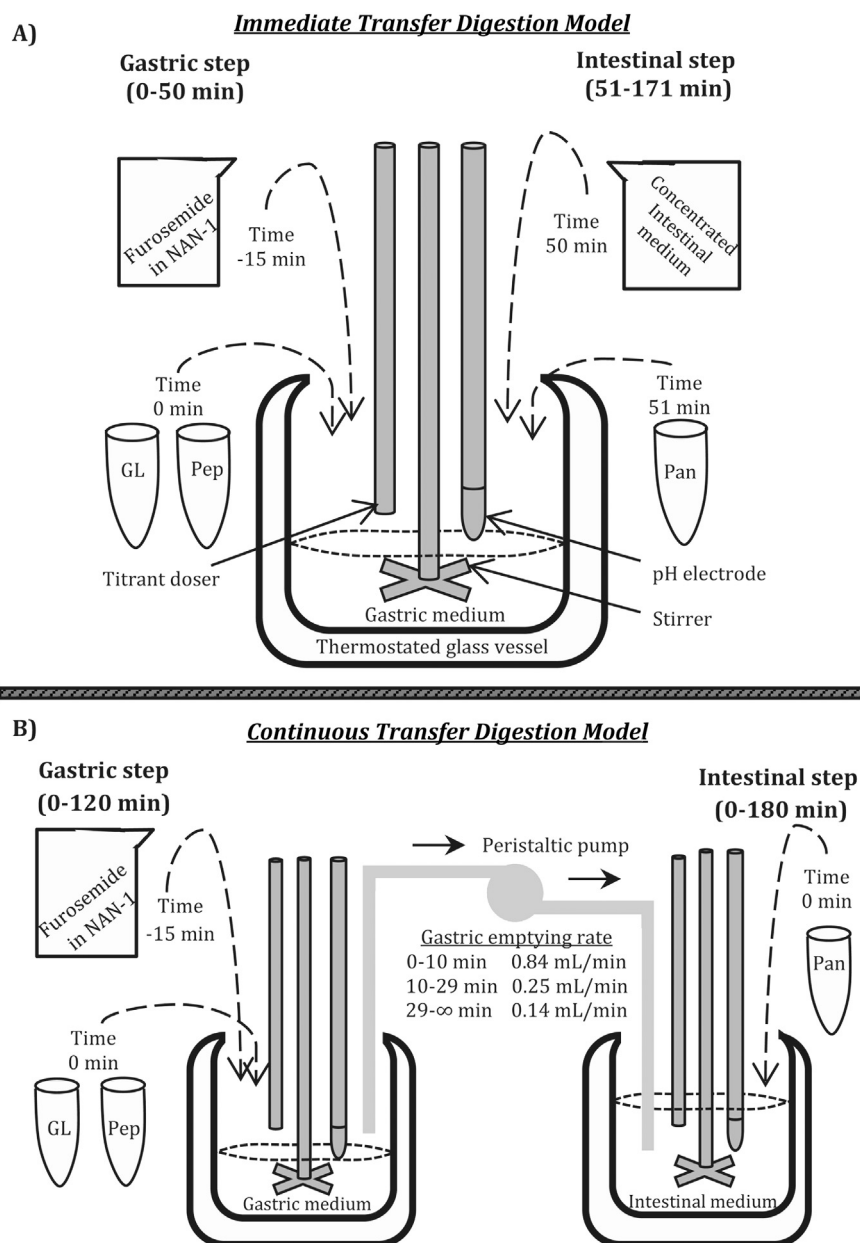 A)
Immediate Transfer Digestion Model
Gastric step
(0-50 min)
Intestinal step
(51-171 min)
Furosemide
in NAN-1
Time
-15 min
Time
50 min
Concentrated
Intestinal
medium
Time
0 min
GL
Pep
Time
51 min
Pan
Titrant doser
pH electrode
Gastric medium
Stirrer
Thermostated glass vessel
B)
Continuous Transfer Digestion Model
Gastric step
(0-120 min)
Intestinal step
(0-180 min)
Furosemide
in NAN-1
Time
-15 min
Peristaltic pump
Gastric emptying rate
0-10 min 0.84 mL/min
10-29 min 0.25 mL/min
29-∞ min 0.14 mL/min
Time
0 min
Pan
Time
0 min
GL
Pep
Gastric medium
Intestinal medium